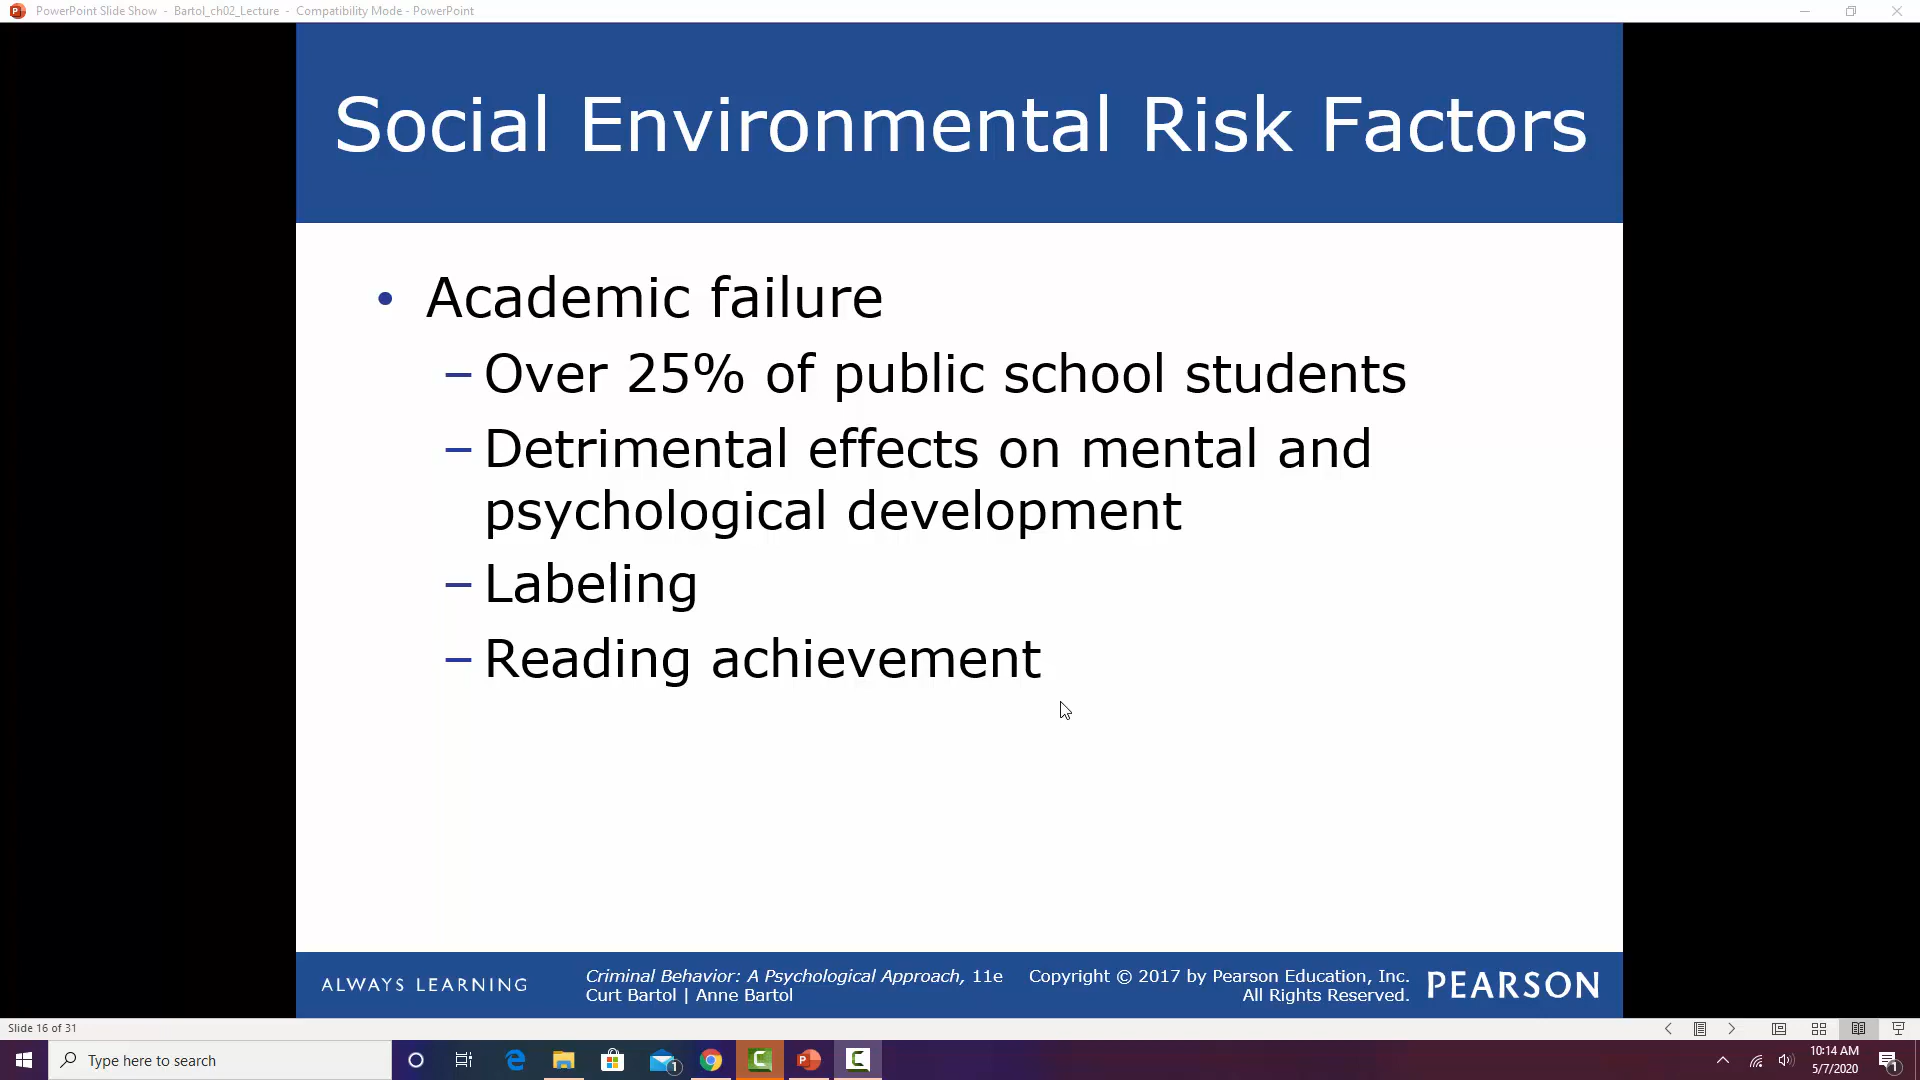 PowerPoint Slide Show - Bartol_ch02_Lecture - Compatibility Mode - PowerPoint
Social Environmental Risk Factors
• Academic failure
– Over 25% of public school students
– Detrimental effects on mental and
psychological development
– Labeling
– Reading achievement
ALWAYS LEARNING
Criminal Behavior: A Psychological Approach, 11e
Curt Bartol | Anne Bartol
Copyright © 2017 by Pearson Education, Inc.
All Rights Reserved.
PEARSON
Slide 16 of 31
Type here to search
1
10:14 AM
5/7/2020
1